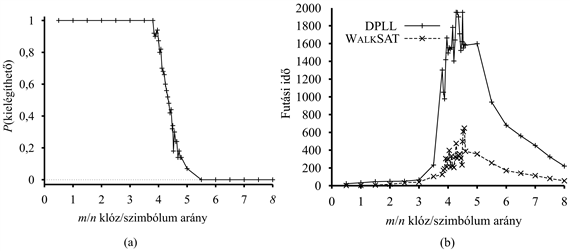 1
0,8
0,6
0,4
0,2
0
P(kielégíthető)
0 1 2 3 4 5 6 7 8
m/n klóz/szimbólum arány
(a)
2000
1800
1600
1400
1200
1000
800
600
400
200
0
Futási idő
DPLL
WALKSAT
0 1 2 3 4 5 6 7 8
m/n klóz/szimbólum arány
(b)